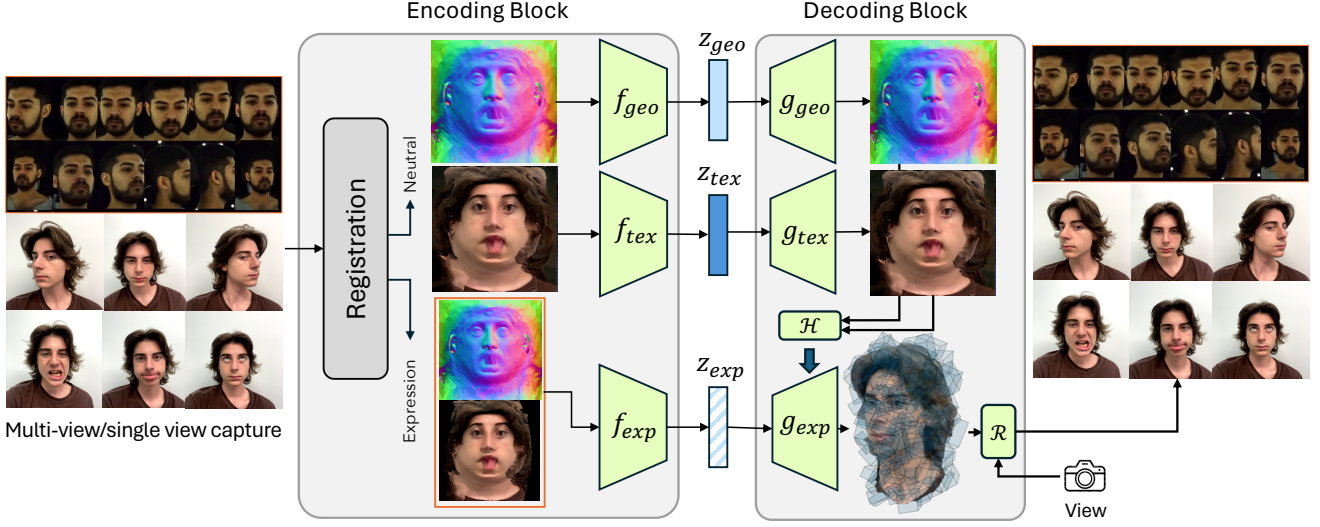 Encoding Block
Decoding Block
Registration
Neutral
Expression
f_geo
f_tex
f_exp
z_geo
z_tex
z_exp
g_geo
g_tex
g_exp
ℋ
ℛ
View
Multi-view/single view capture